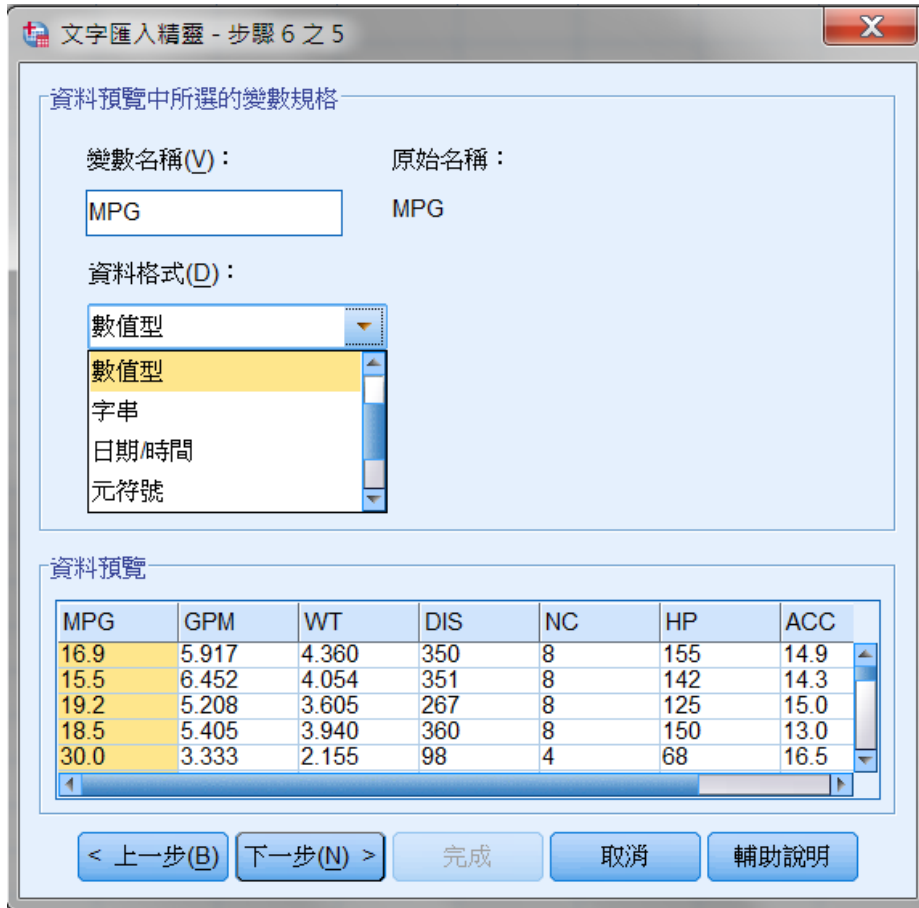 文字匯入精靈 - 步驟 6 之 5
資料預覽中所選的變數規格
變數名稱(V)： 原始名稱：
MPG MPG
資料格式(D)：
數值型
數值型
字串
日期/時間
元符號
資料預覽
MPG GPM WT DIS NC HP ACC
16.9 5.917 4.360 350 8 155 14.9
15.5 6.452 4.054 351 8 142 14.3
19.2 5.208 3.605 267 8 125 15.0
18.5 5.405 3.940 360 8 150 13.0
30.0 3.333 2.155 98 4 68 16.5
< 上一步(B) 下一步(N) > 完成 取消 輔助說明